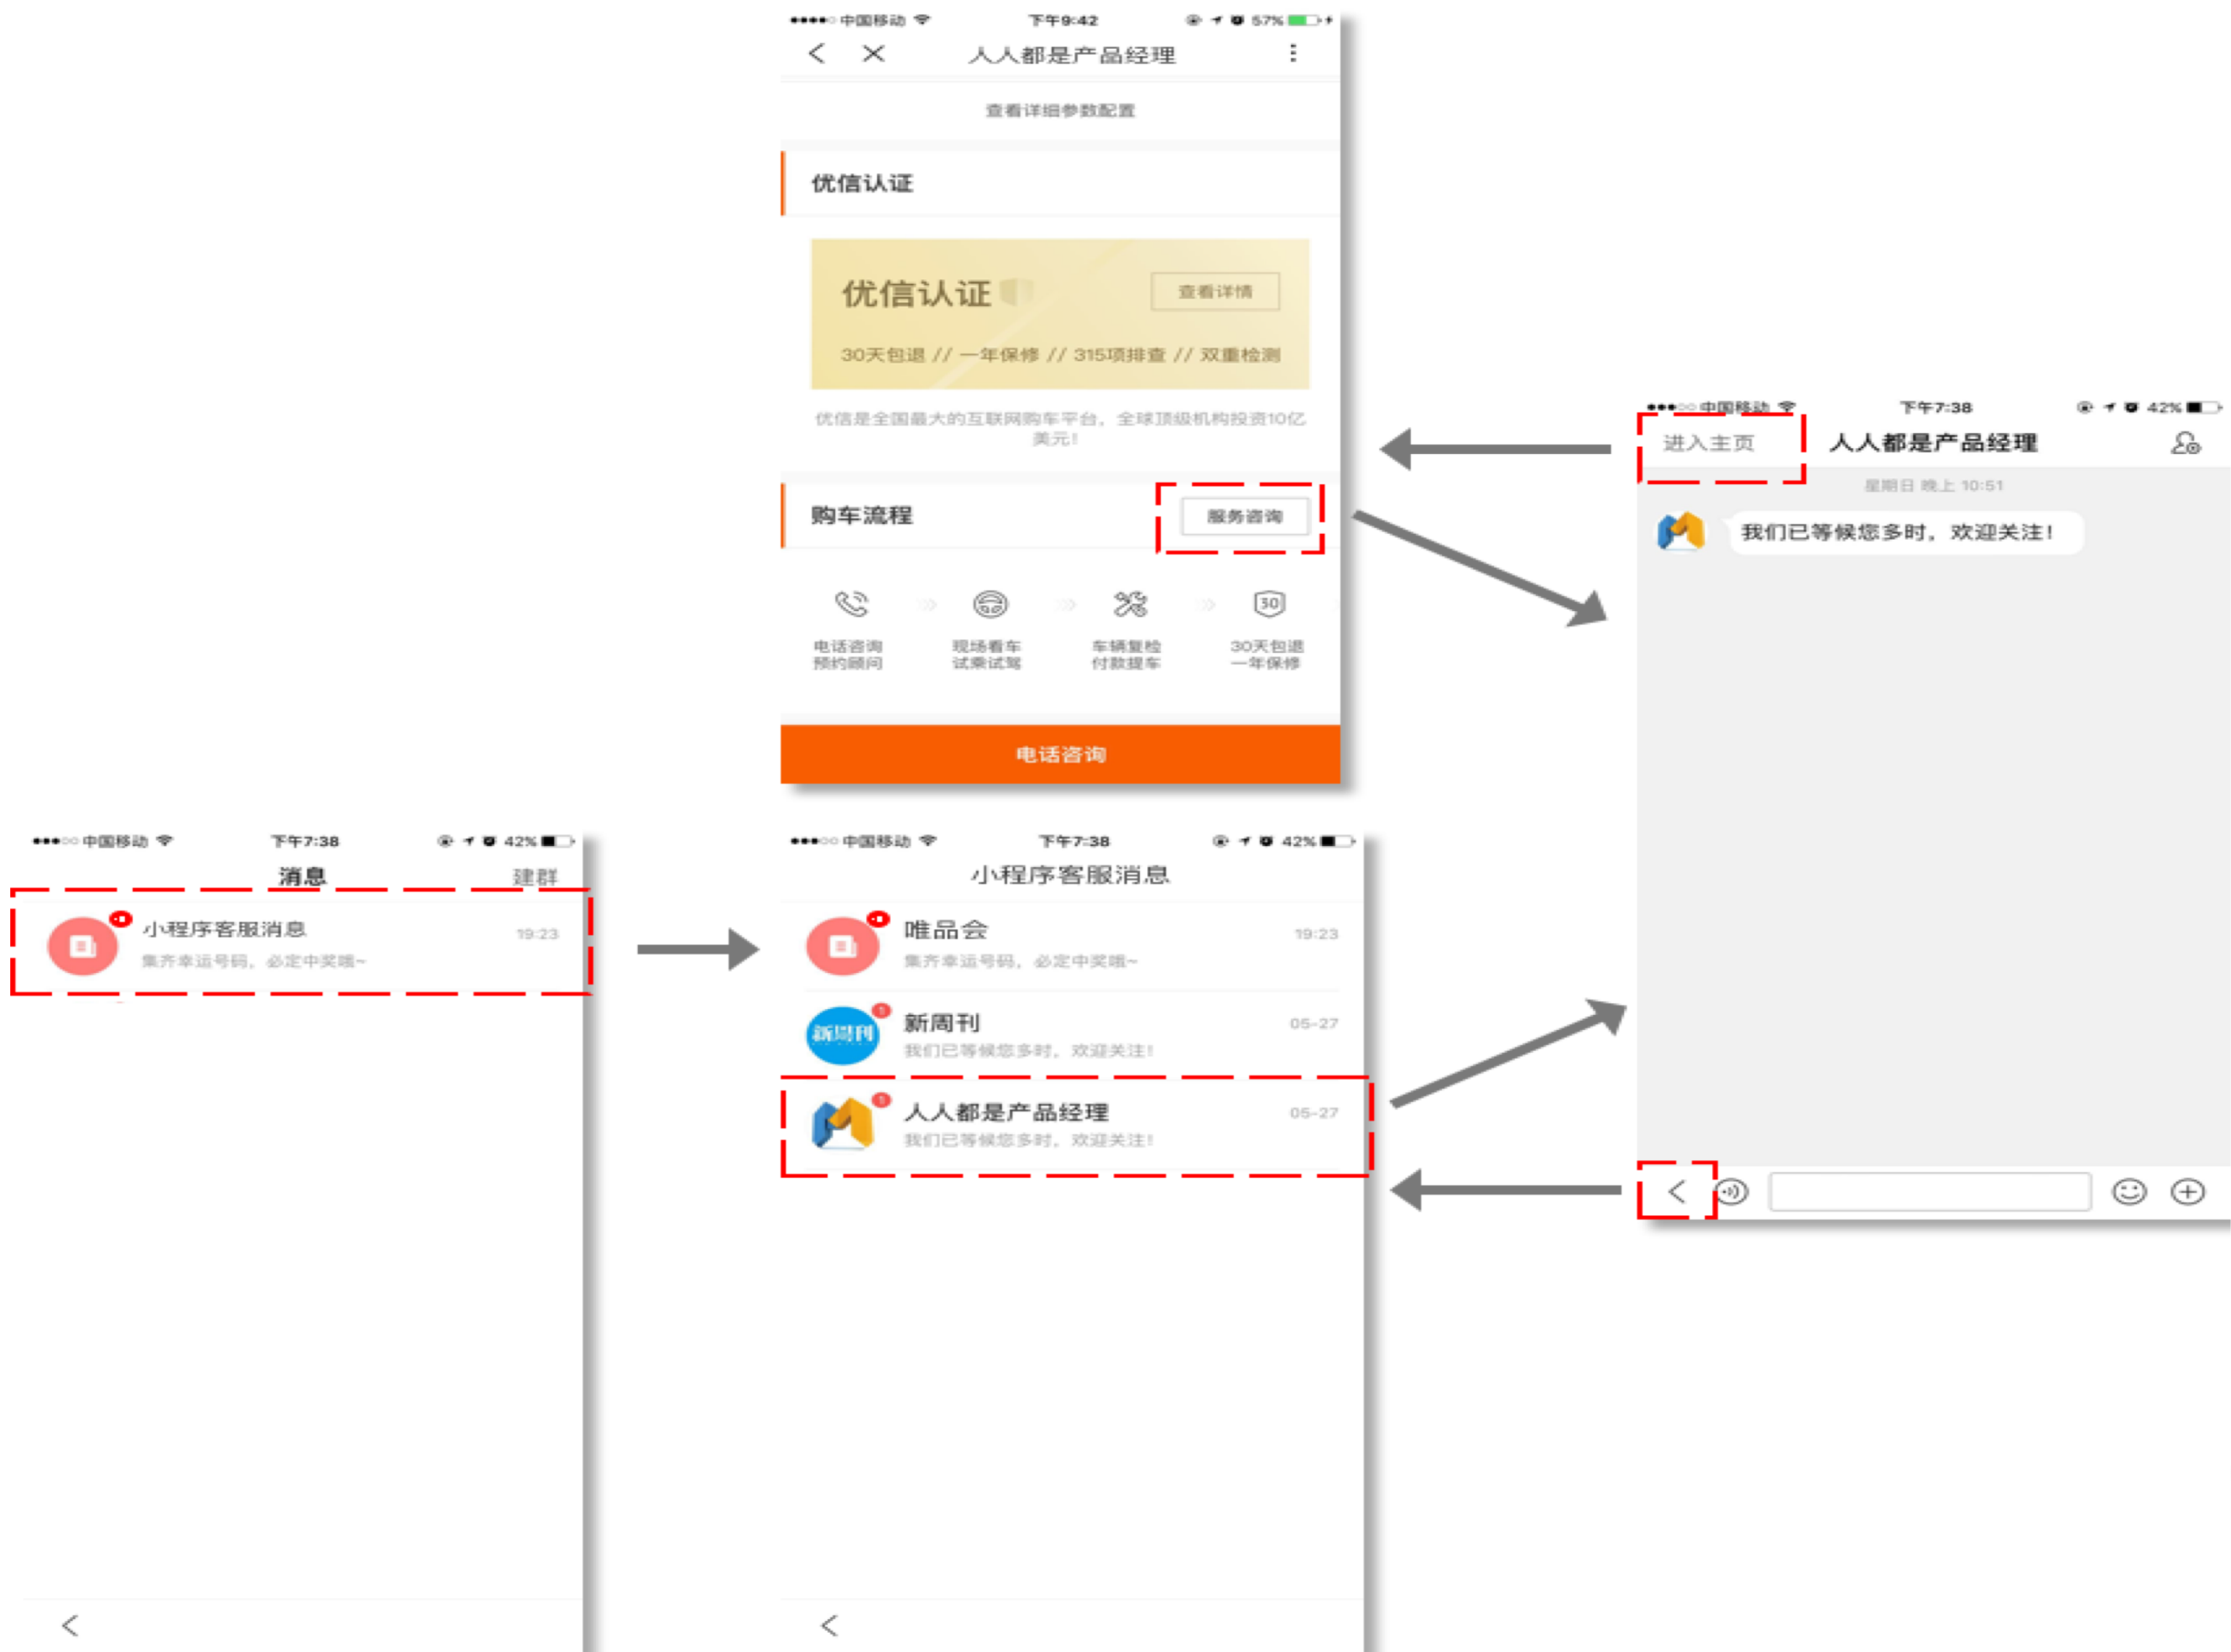 中国移动 下午9:42 57%
人人都是产品经理
查看详细参数配置
优信认证
优信认证 查看详情
30天包退 // 一年保修 // 315项排查 // 双重检测
优信是全国最大的互联网购车平台，全球顶级机构投资10亿
美元！
购车流程 服务咨询
30
电话咨询 现场看车 车辆复检 30天包退
预约顾问 试乘试驾 付款提车 一年保修
电话咨询
中国移动 下午7:38 42%
进入主页 人人都是产品经理
星期日 晚上 10:51
我们已等候您多时，欢迎关注！
中国移动 下午7:38 42%
消息 建群
小程序客服消息 19:23
集齐幸运号码，必定中奖哦~
中国移动 下午7:38 42%
小程序客服消息
唯品会 19:23
集齐幸运号码，必定中奖哦~
新周刊
1
新周刊 05-27
我们已等候您多时，欢迎关注！
1
人人都是产品经理 05-27
我们已等候您多时，欢迎关注！